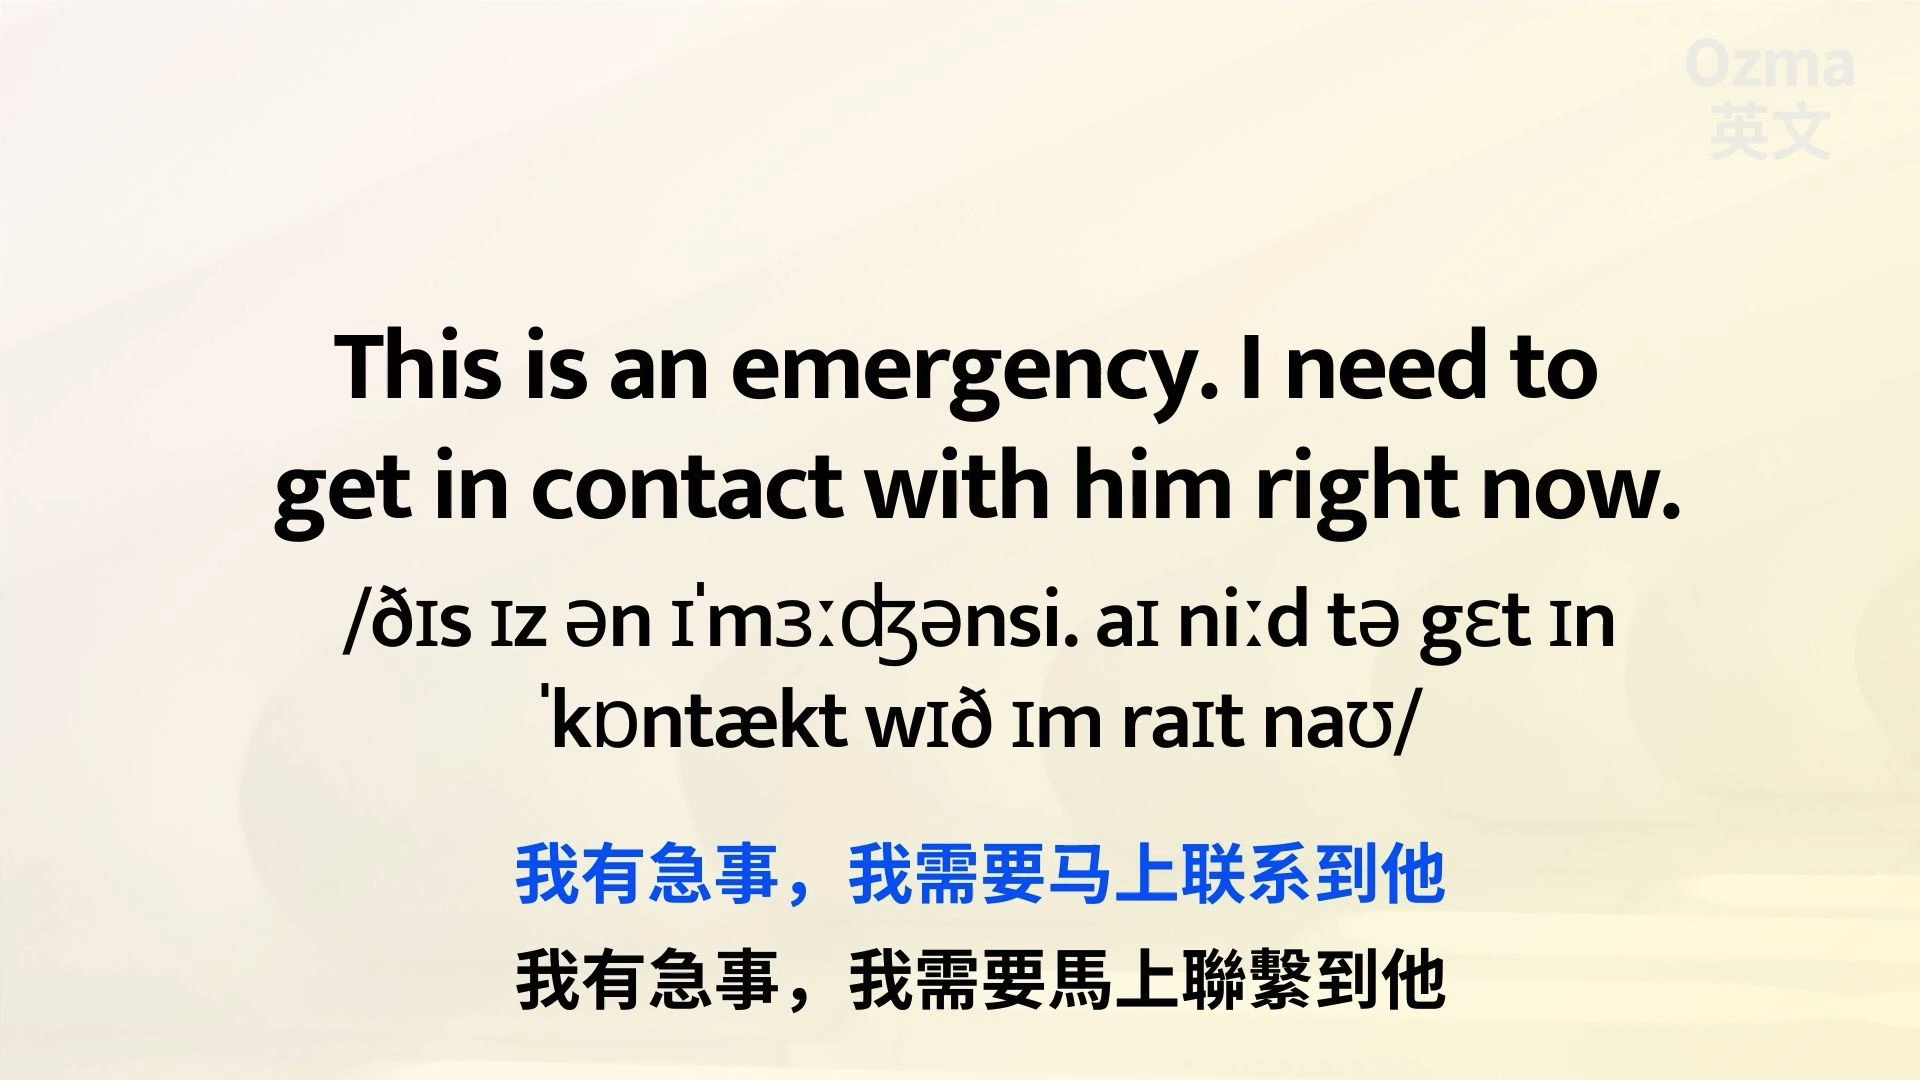 Ozma
英文
This is an emergency. I need to
get in contact with him right now.
/ðɪs ɪz ən ɪˈmɜːʤənsi. aɪ niːd tə gɛt ɪn
ˈkɒntækt wɪð ɪm raɪt naʊ/
我有急事，我需要马上联系到他
我有急事，我需要馬上聯繫到他